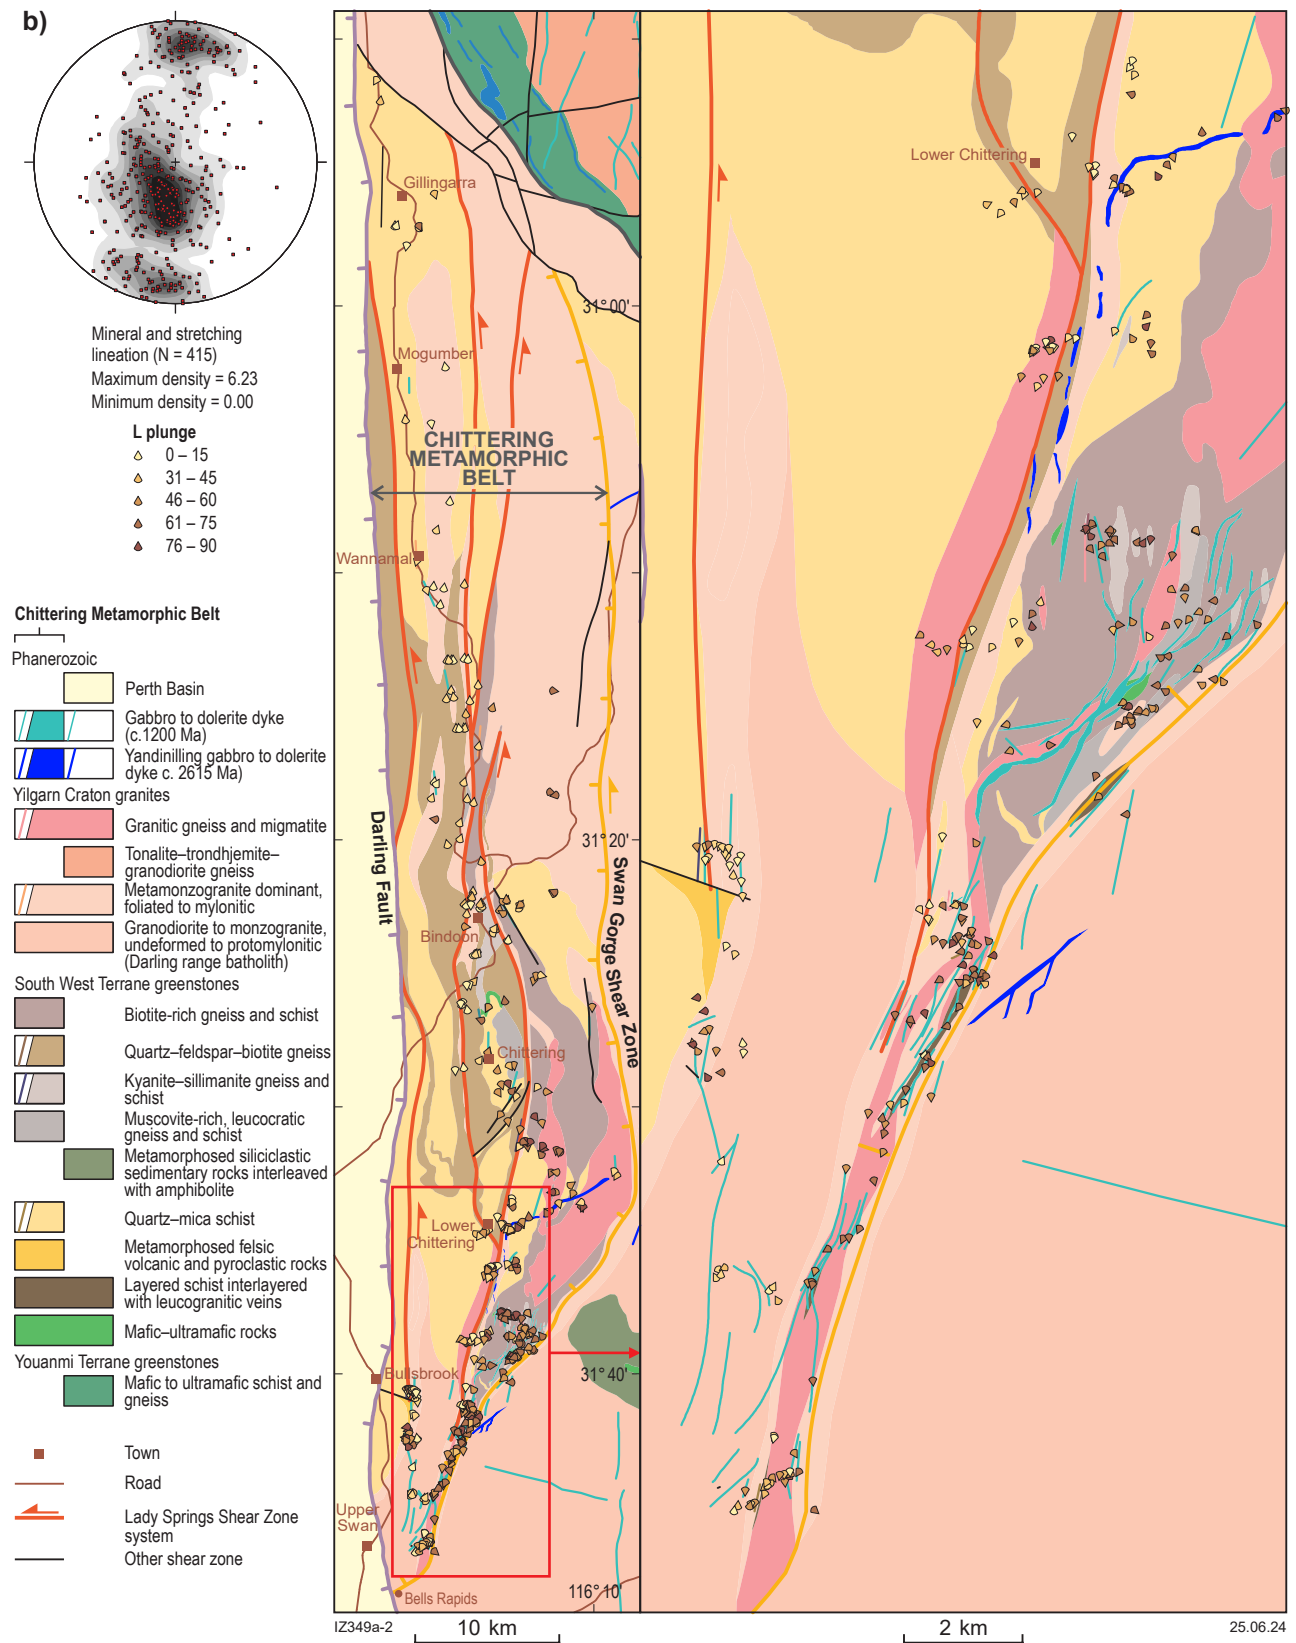 b)
Mineral and stretching
lineation (N = 415)
Maximum density = 6.23
Minimum density = 0.00
L plunge
0 – 15
31 – 45
46 – 60
61 – 75
76 – 90
Chittering Metamorphic Belt
Phanerozoic
Perth Basin
Gabbro to dolerite dyke
(c.1200 Ma)
Yandinilling gabbro to dolerite
dyke c. 2615 Ma)
Yilgarn Craton granites
Granitic gneiss and migmatite
Tonalite–trondhjemite–
granodiorite gneiss
Metamonzogranite dominant,
foliated to mylonitic
Granodiorite to monzogranite,
undeformed to protomylonitic
(Darling range batholith)
South West Terrane greenstones
Biotite-rich gneiss and schist
Quartz–feldspar–biotite gneiss
Kyanite–sillimanite gneiss and
schist
Muscovite-rich, leucocratic
gneiss and schist
Metamorphosed siliciclastic
sedimentary rocks interleaved
with amphibolite
Quartz–mica schist
Metamorphosed felsic
volcanic and pyroclastic rocks
Layered schist interlayered
with leucogranitic veins
Mafic–ultramafic rocks
Youanmi Terrane greenstones
Mafic to ultramafic schist and
gneiss
Town
Road
Lady Springs Shear Zone
system
Other shear zone
Gillingarra
31°00'
Mogumber
CHITTERING
METAMORPHIC
BELT
Wannamal
31°20'
Darling Fault
Swan Gorge Shear Zone
Bindoon
Chittering
Lower
Chittering
31°40'
Bullsbrook
Upper
Swan
116°10'
Bells Rapids
Lower Chittering
IZ349a-2
10 km
2 km
25.06.24